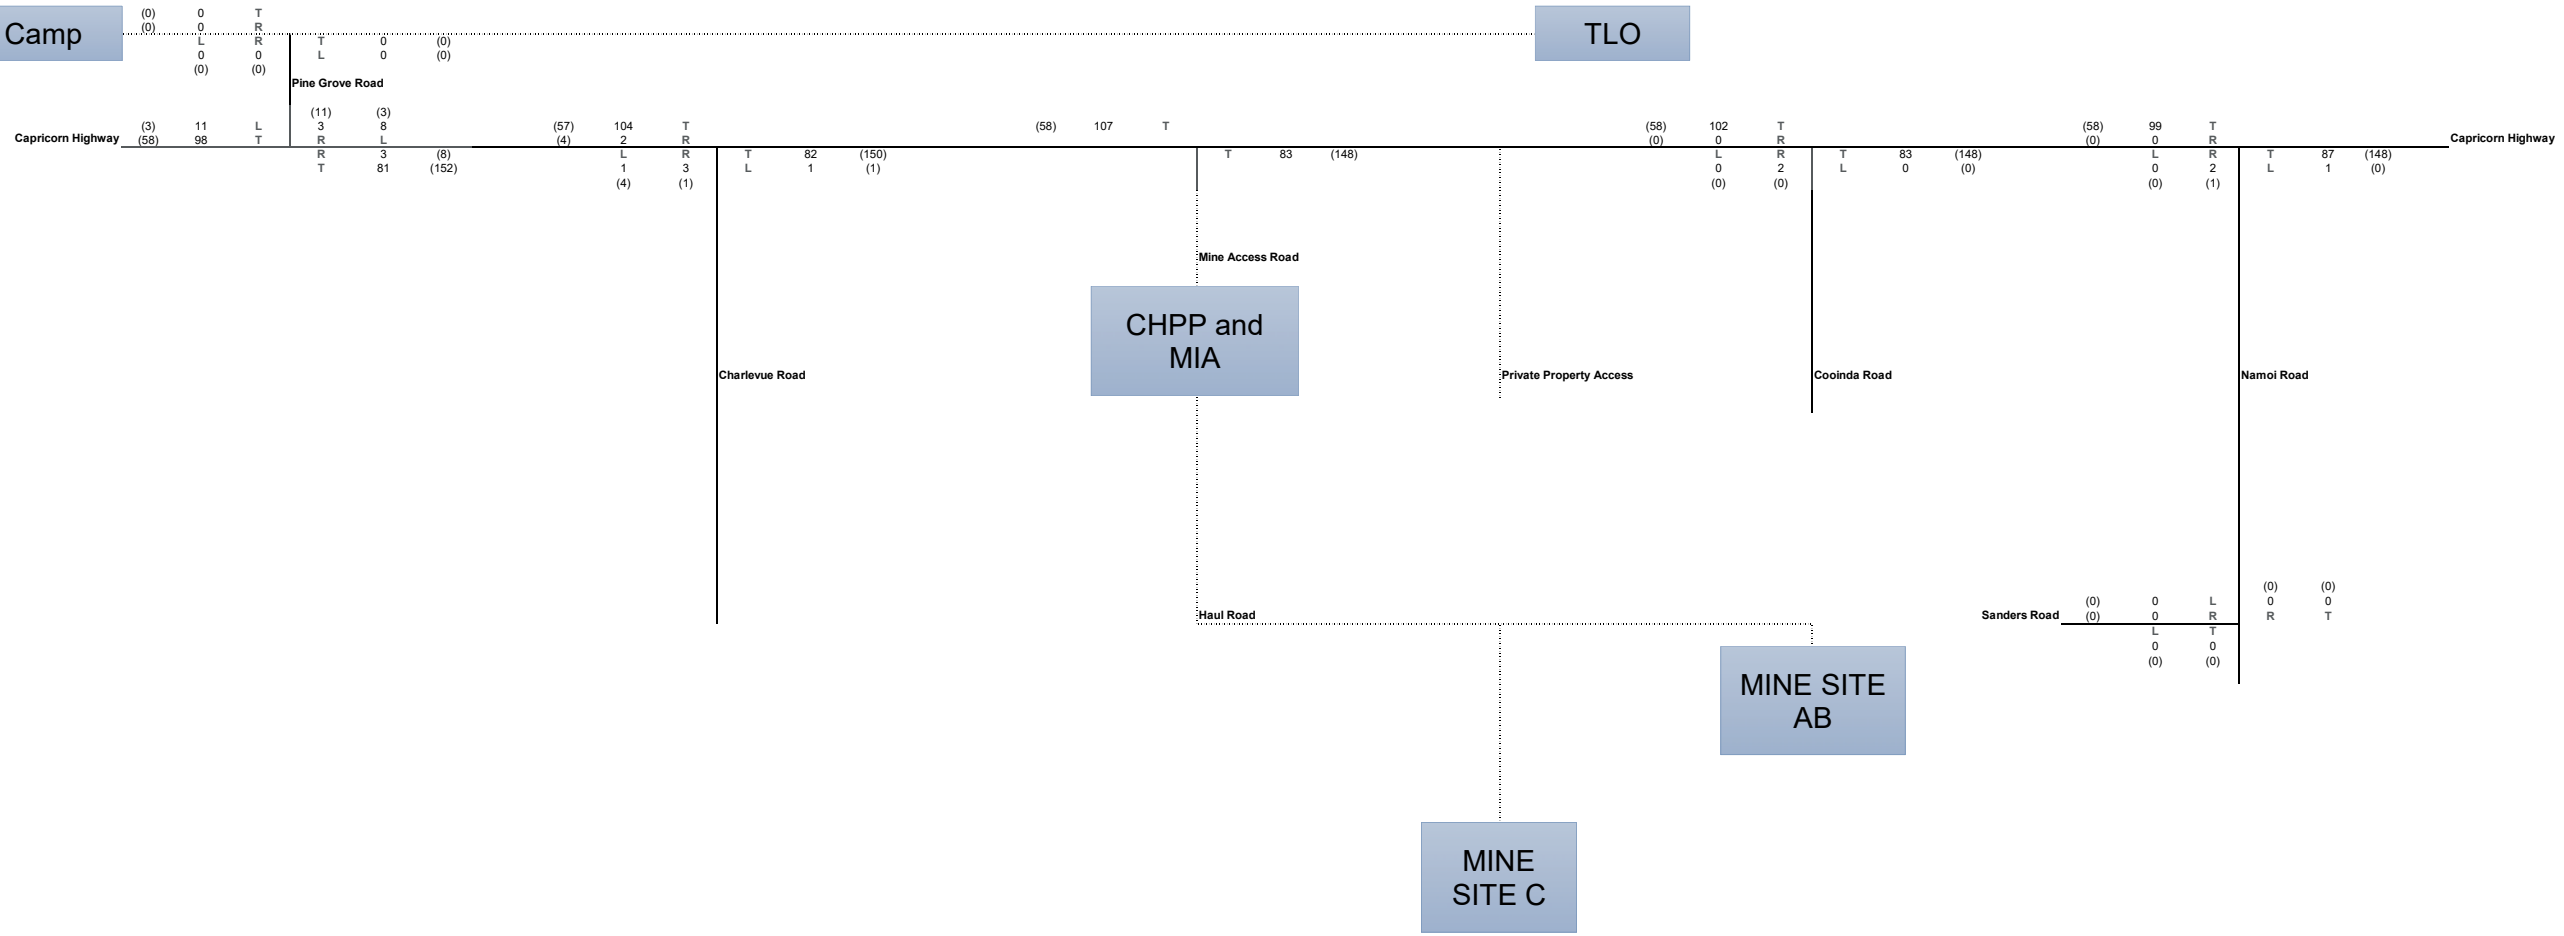 (0) 0 T
(0) 0 R
Camp
TLO
L R T 0 (0)
0 0 L 0 (0)
(0) (0)
Pine Grove Road
(11) (3)
(3) 11 L 3 8 (57) 104 T (58) 107 T (58) 102 T (58) 99 T
Capricorn Highway (58) 98 T R L (4) 2 R (0) 0 R (0) 0 R Capricorn Highway
R 3 (8) L R T 82 (150) T 83 (148) L R T 83 (148) L R T 87 (148)
T 81 (152) 1 3 L 1 (1) 0 2 L 0 (0) 0 2 L 1 (0)
(4) (1) (0) (0) (0) (1)
Mine Access Road
CHPP and
MIA
Charlevue Road
Private Property Access
Cooinda Road
Namoi Road
(0) (0)
(0) 0 L 0 0
Haul Road
Sanders Road (0) 0 R R T
L T
0 0
(0) (0)
MINE SITE
AB
MINE
SITE C